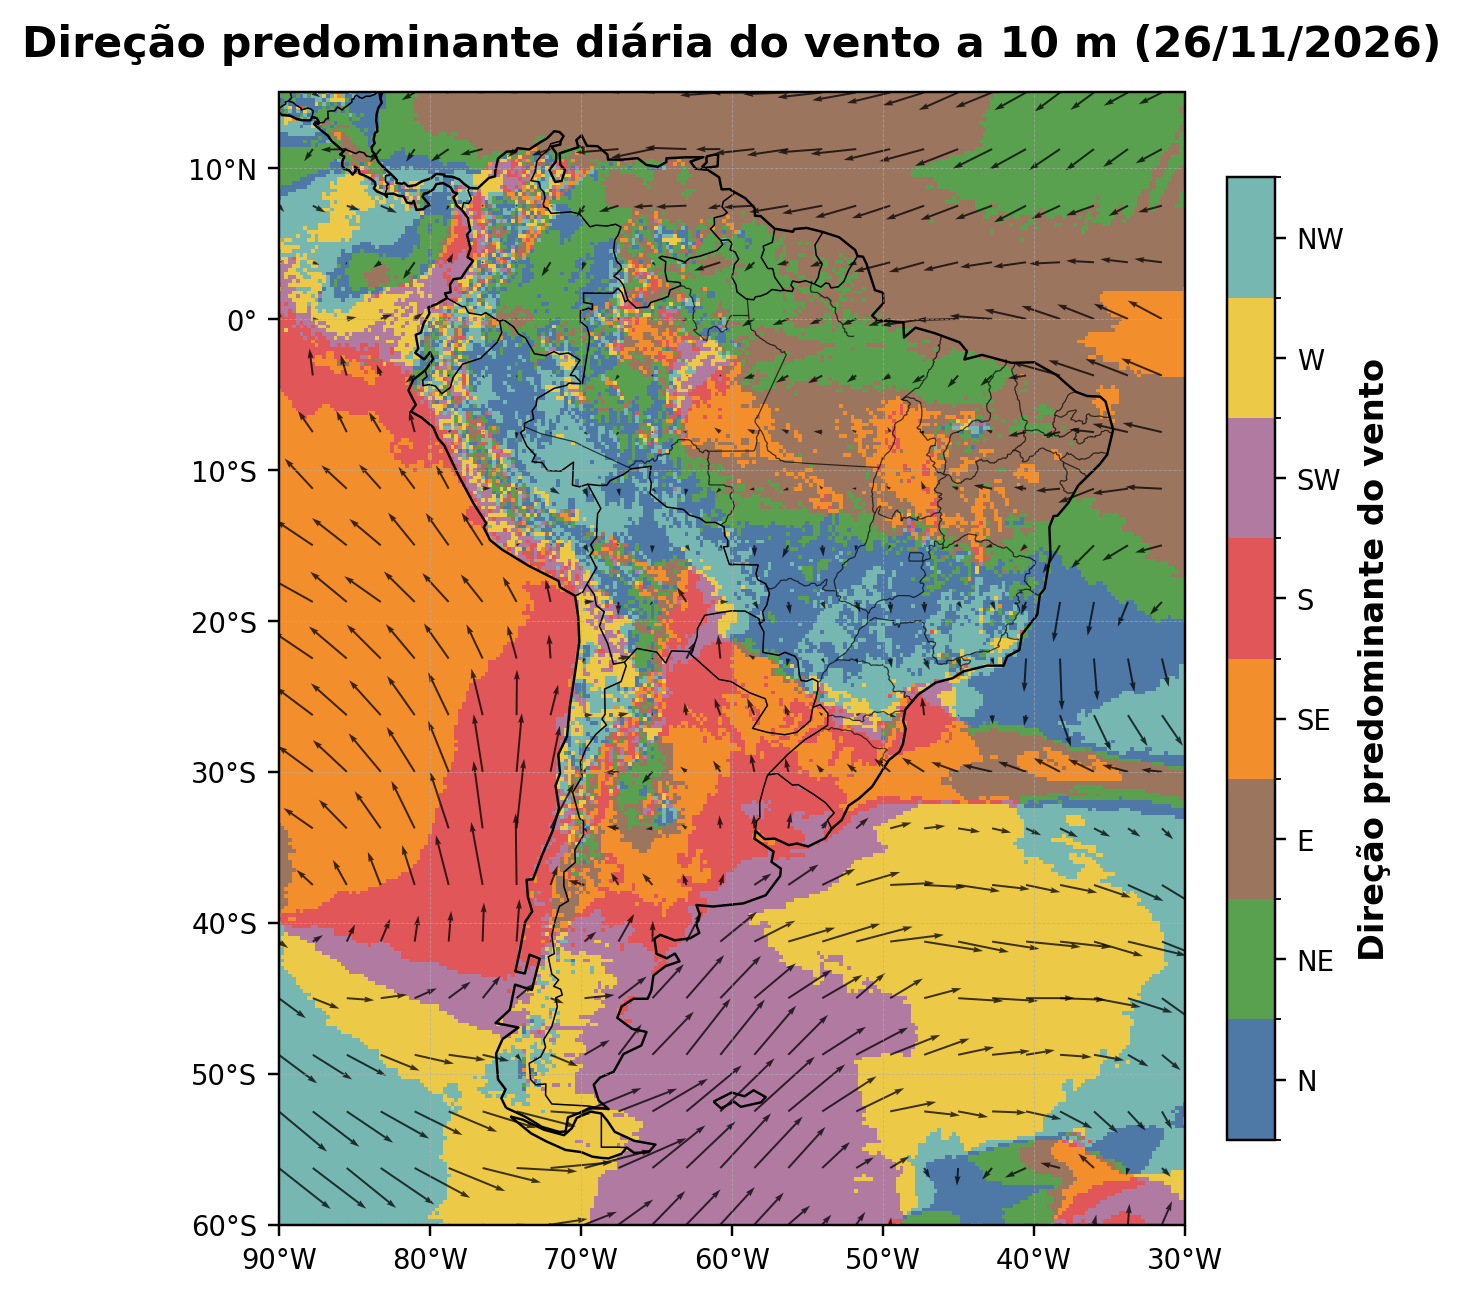 Direção predominante diária do vento a 10 m (26/11/2026)
10°N
0°
10°S
20°S
30°S
40°S
50°S
60°S
90°W
80°W
70°W
60°W
50°W
40°W
30°W
NW
W
SW
S
SE
E
NE
N
Direção predominante do vento